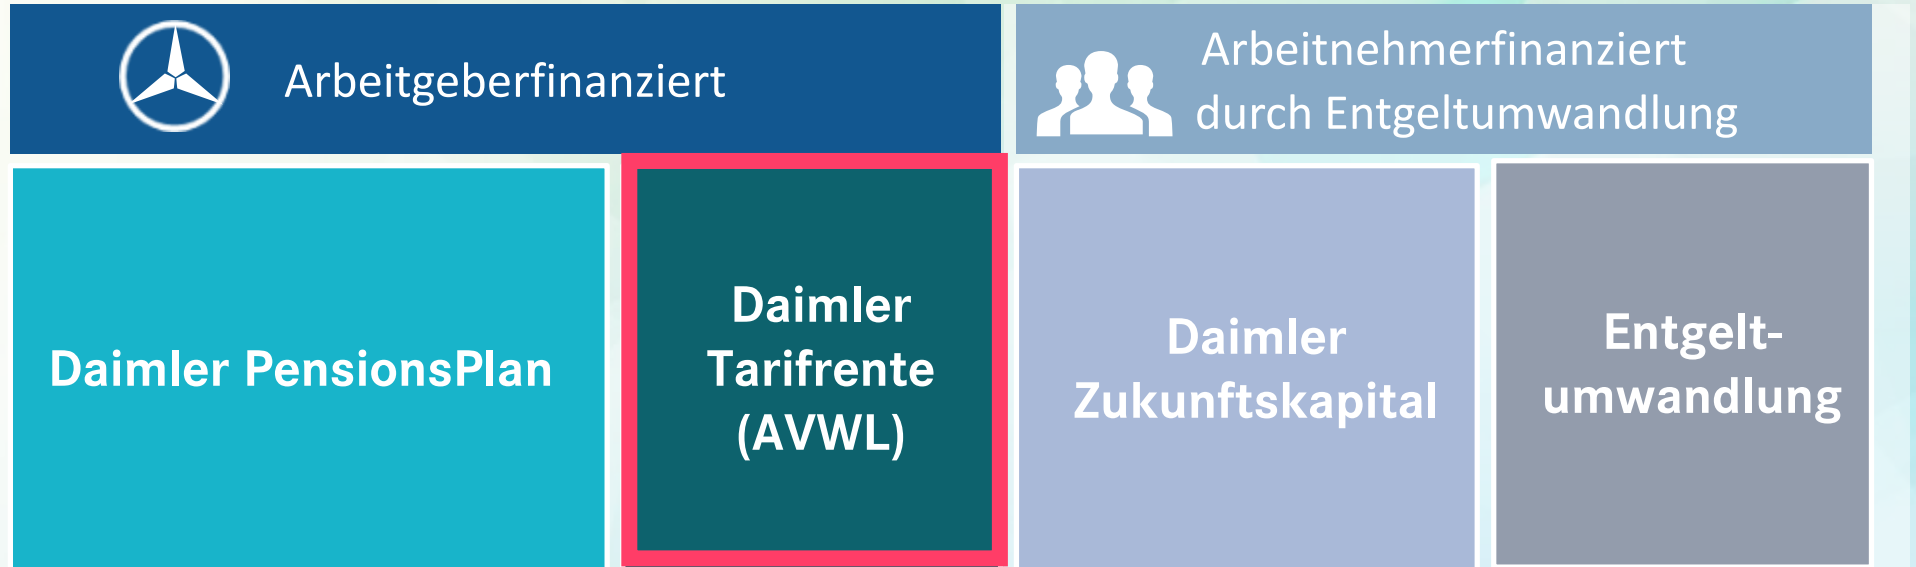 Arbeitgeberfinanziert
Arbeitnehmerfinanziert
durch Entgeltumwandlung
Daimler PensionsPlan
Daimler
Tarifrente
(AVWL)
Daimler
Zukunftskapital
Entgelt-
umwandlung